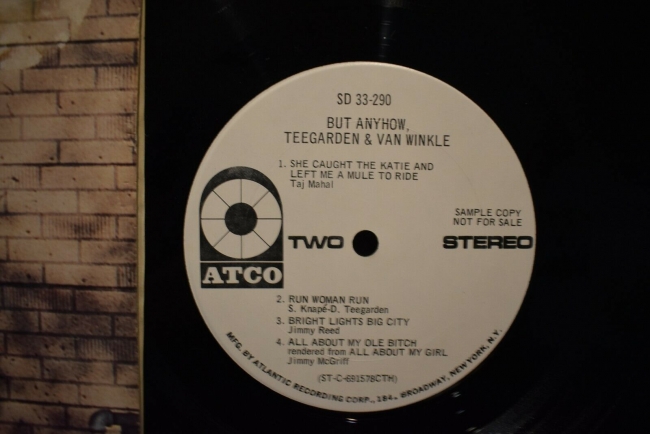 SD 33-290
BUT ANYHOW,
TEEGARDEN & VAN WINKLE
1. SHE CAUGHT THE KATIE AND
LEFT ME A MULE TO RIDE
Taj Mahal
SAMPLE COPY
NOT FOR SALE
TWO
STEREO
ATCO
2. RUN WOMAN RUN
S. Knapé-D. Teegarden
3. BRIGHT LIGHTS BIG CITY
Jimmy Reed
4. ALL ABOUT MY OLE BITCH
rendered from ALL ABOUT MY GIRL
Jimmy McGriff
(ST-C-691578CTH)
MFG. BY ATLANTIC RECORDING CORP., 1841 BROADWAY, NEW YORK, N.Y.